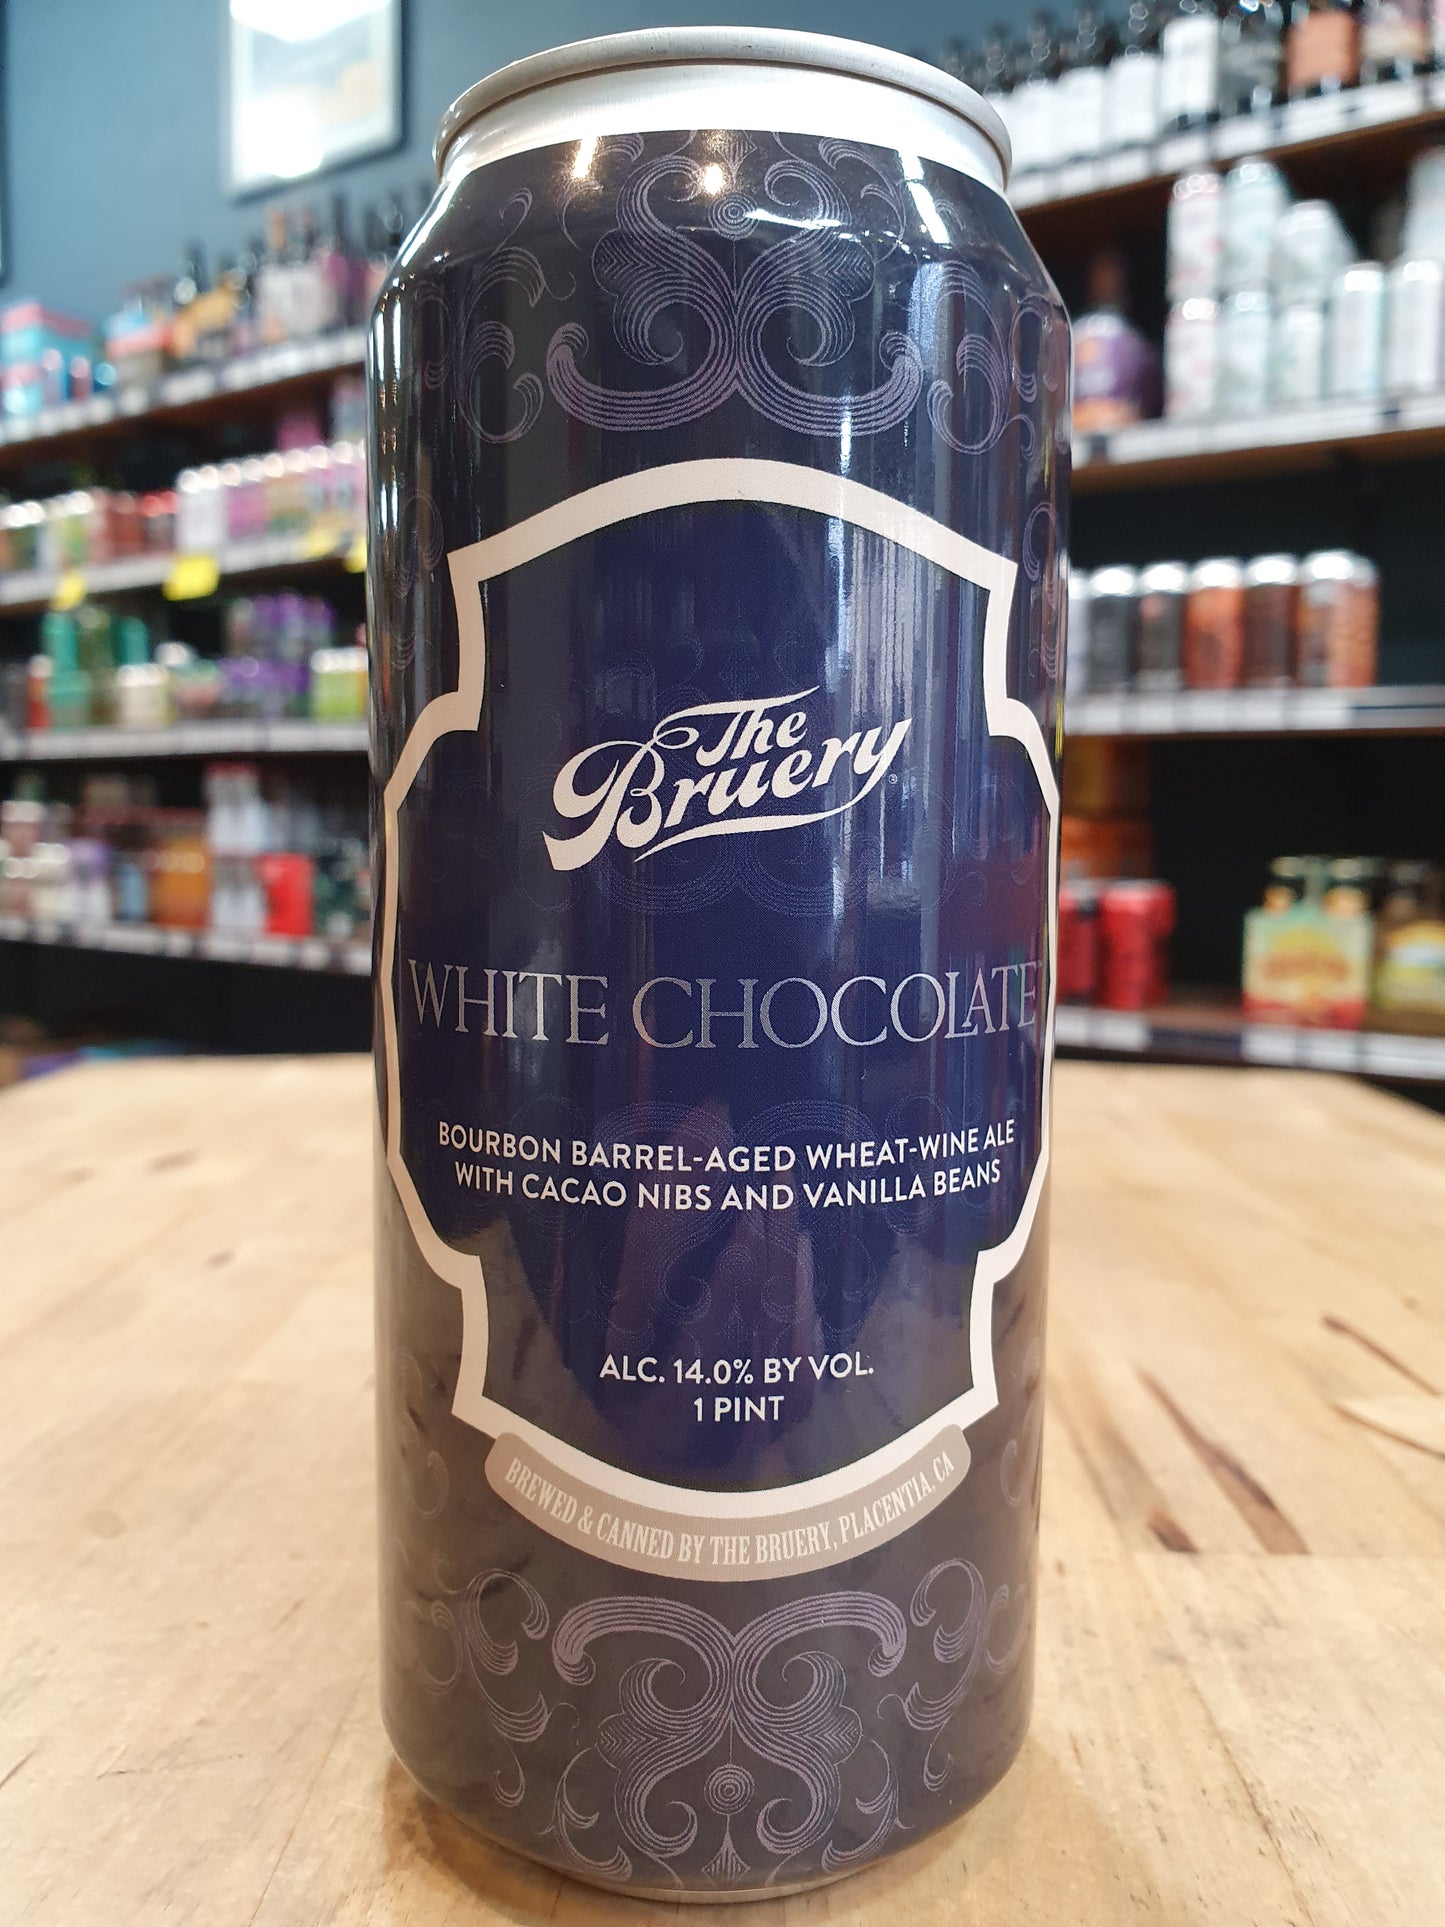 The
Bruery®
WHITE CHOCOLATE™
BOURBON BARREL-AGED WHEAT-WINE ALE
WITH CACAO NIBS AND VANILLA BEANS
ALC. 14.0% BY VOL.
1 PINT
BREWED & CANNED BY THE BRUERY, PLACENTIA, CA